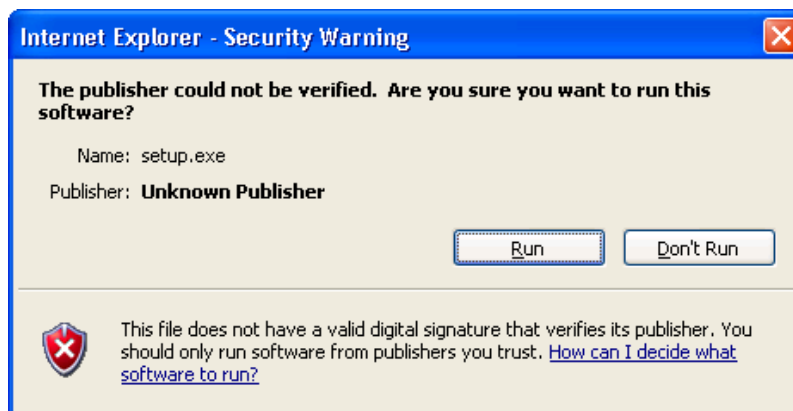 Internet Explorer - Security Warning
The publisher could not be verified.  Are you sure you want to run this
software?
Name: setup.exe
Publisher: Unknown Publisher
Run Don't Run
This file does not have a valid digital signature that verifies its publisher. You
should only run software from publishers you trust. How can I decide what
software to run?